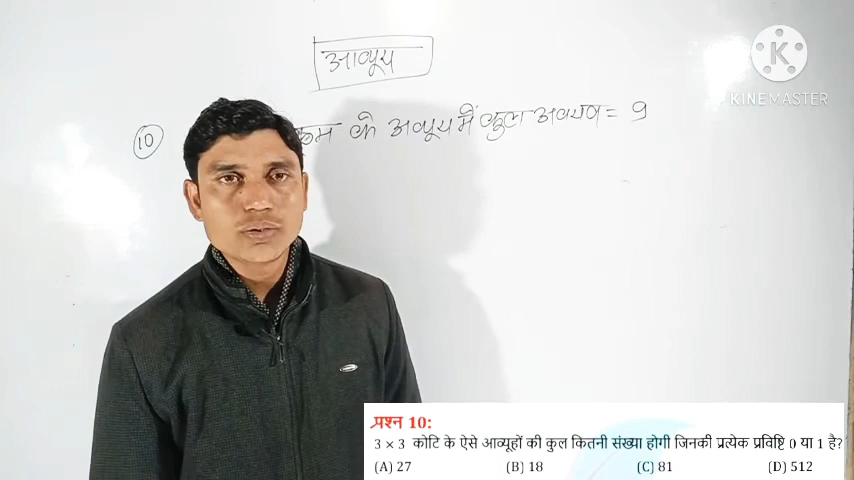 आव्यूह
KINEMASTER
10 क्रम के आव्यूह में कुल अवयव = 9
प्रश्न 10:
3 × 3 कोटि के ऐसे आव्यूहों की कुल कितनी संख्या होगी जिनकी प्रत्येक प्रविष्टि 0 या 1 है?
(A) 27 (B) 18 (C) 81 (D) 512